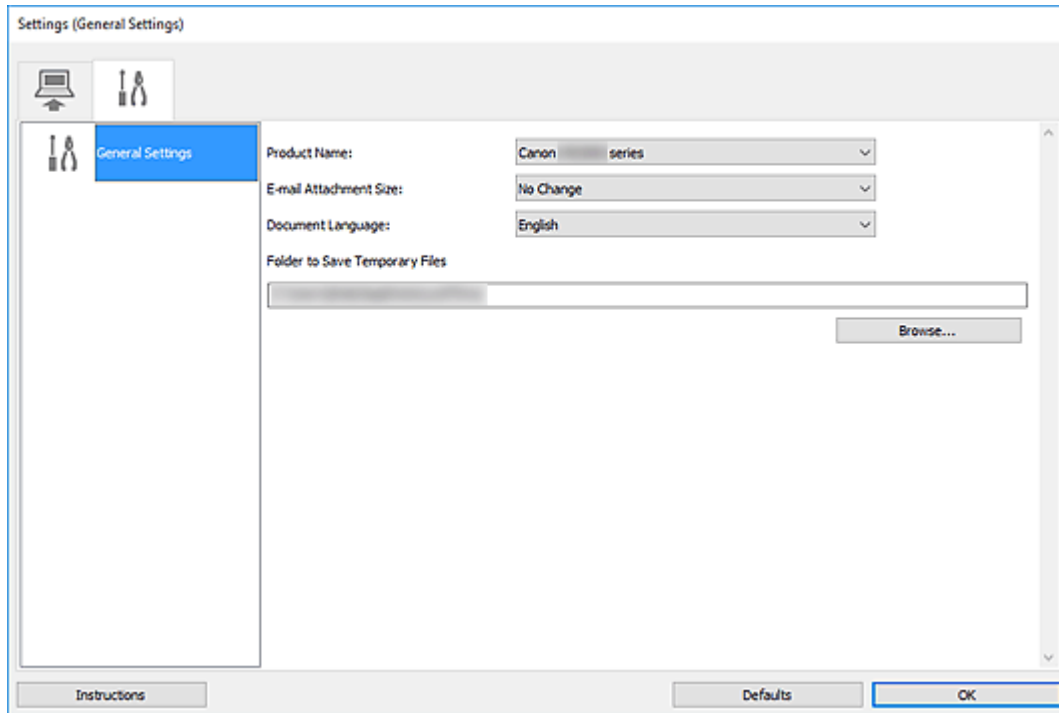 Settings (General Settings)
General Settings
Product Name:
Canon series
E-mail Attachment Size:
No Change
Document Language:
English
Folder to Save Temporary Files
Browse...
Instructions
Defaults
OK